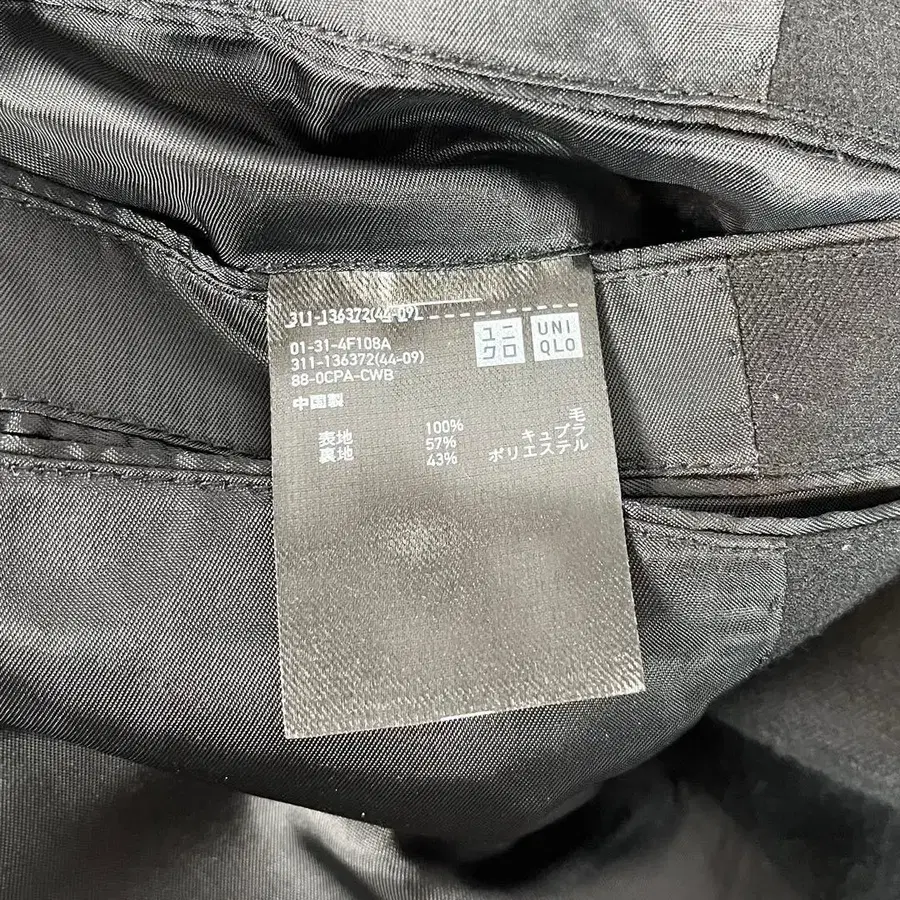 311-136372(44-09)
ユニ
クロ
UNI
QLO
01-31-4F108A
311-136372(44-09)
88-0CPA-CWB
中国製
表地 100% 毛
裏地 57% キュプラ
43% ポリエステル